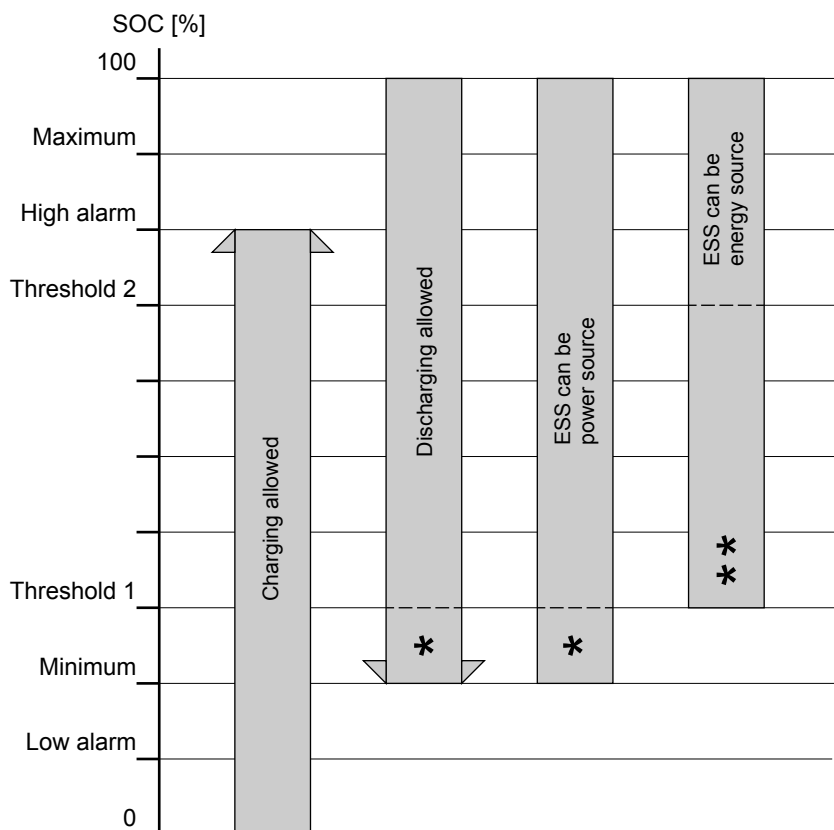 SOC [%]
100
Maximum
High alarm
Threshold 2
Threshold 1
Minimum
Low alarm
0
Charging allowed
Discharging allowed
*
ESS can be
power source
*
ESS can be
energy source
**